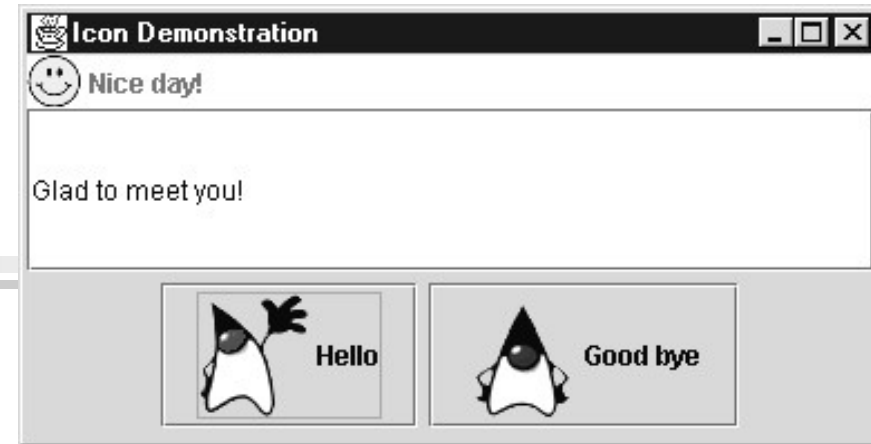 Icon Demonstration
Nice day!
Glad to meet you!
Hello Good bye